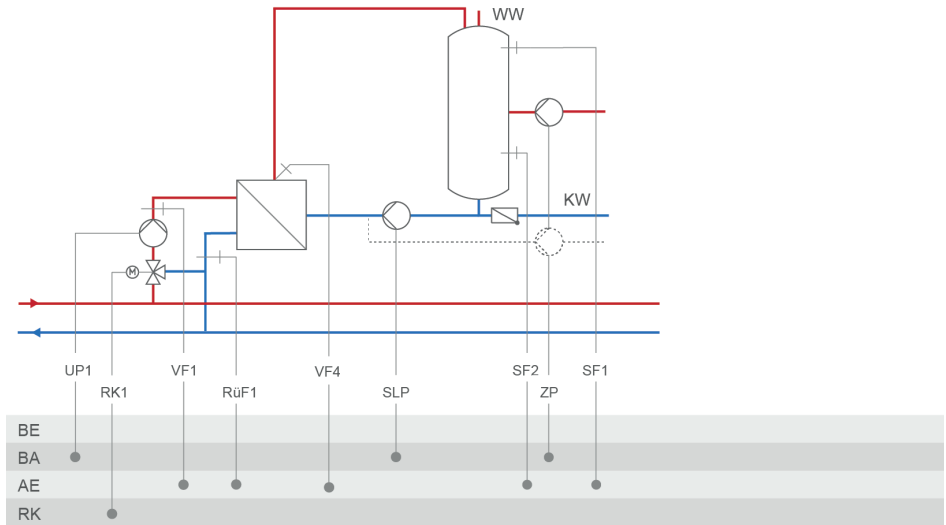 WW
KW
M
UP1 VF1 VF4 SF2 SF1
RK1 RüF1 SLP ZP
BE
BA
AE
RK